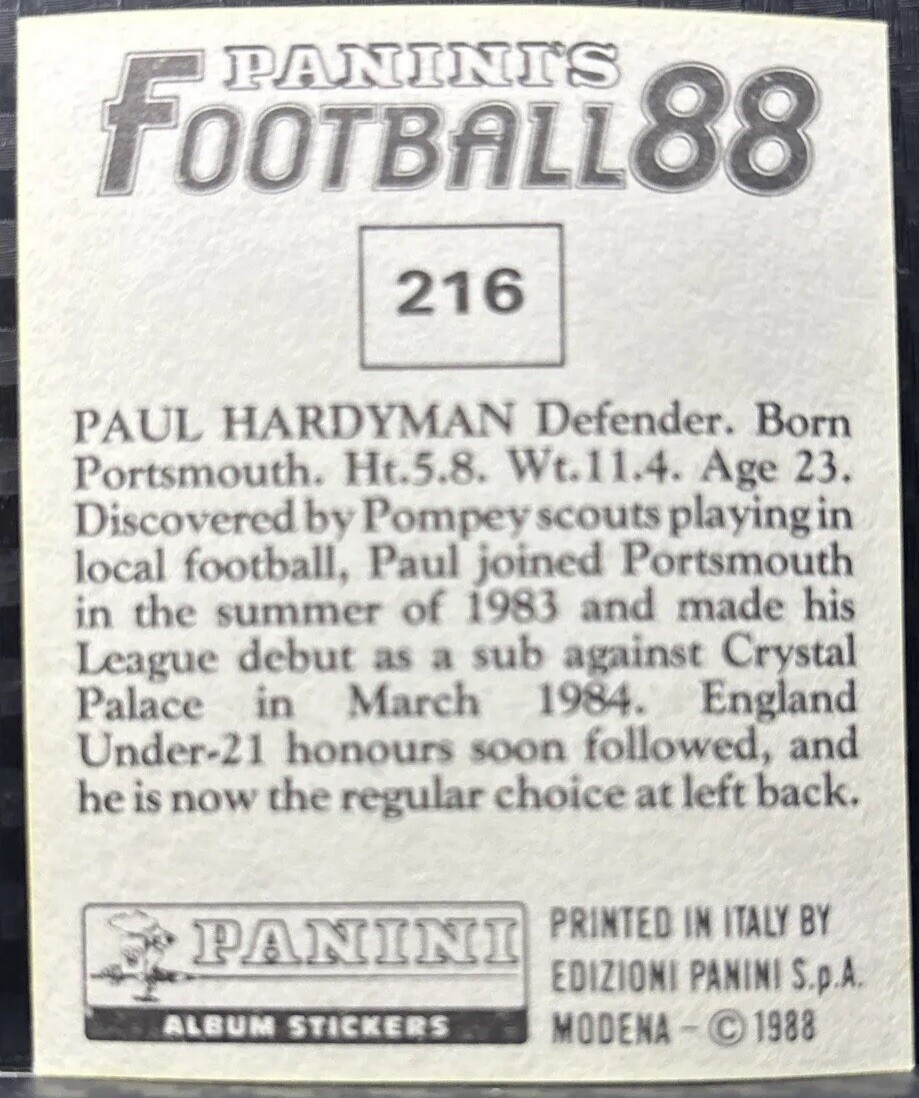 PANINI'S
FOOTBALL 88
216
PAUL HARDYMAN Defender. Born
Portsmouth. Ht.5.8. Wt.11.4. Age 23.
Discovered by Pompey scouts playing in
local football, Paul joined Portsmouth
in the summer of 1983 and made his
League debut as a sub against Crystal
Palace in March 1984. England
Under-21 honours soon followed, and
he is now the regular choice at left back.
PANINI
ALBUM STICKERS
PRINTED IN ITALY BY
EDIZIONI PANINI S.p.A.
MODENA - © 1988